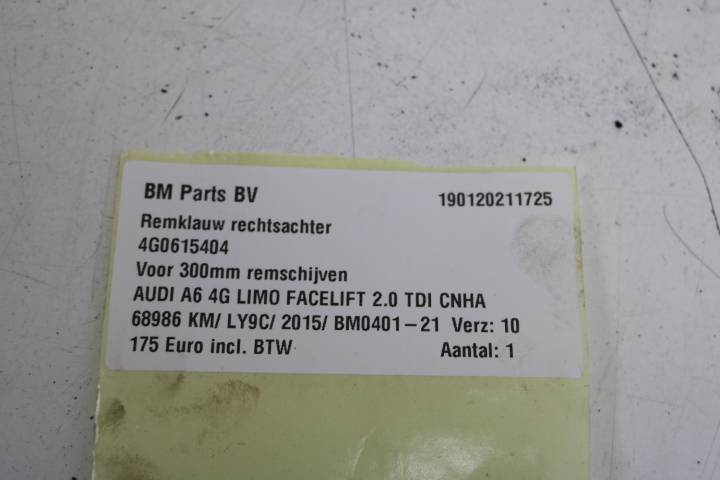 BM Parts BV 190120211725
Remklauw rechtsachter
4G0615404
Voor 300mm remschijven
AUDI A6 4G LIMO FACELIFT 2.0 TDI CNHA
68986 KM/ LY9C/ 2015/ BM0401-21 Verz: 10
175 Euro incl. BTW Aantal: 1